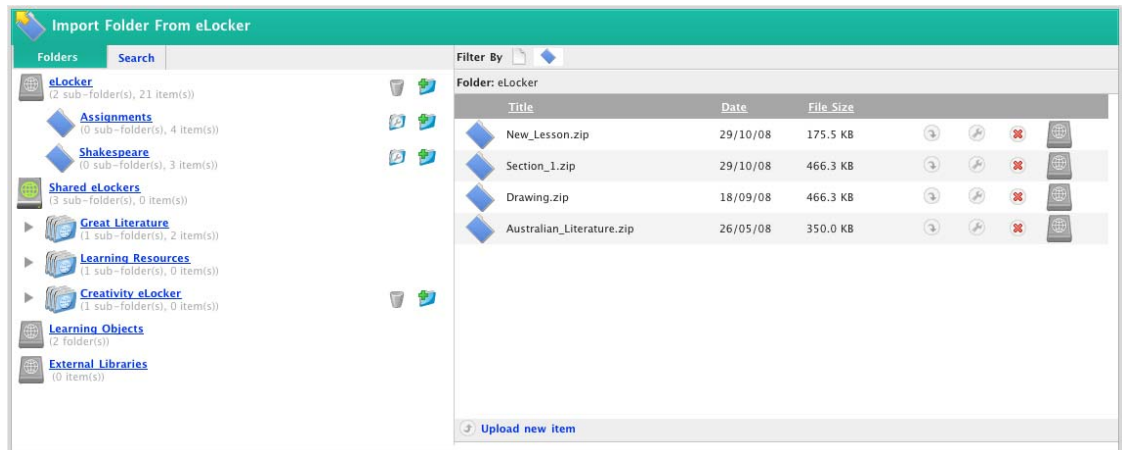 Import Folder From eLocker
Folders
Search
eLocker
(2 sub-folder(s), 21 item(s))
Assignments
(0 sub-folder(s), 4 item(s))
Shakespeare
(0 sub-folder(s), 3 item(s))
Shared eLockers
(3 sub-folder(s), 0 item(s))
Great Literature
(1 sub-folder(s), 2 item(s))
Learning Resources
(1 sub-folder(s), 0 item(s))
Creativity eLocker
(1 sub-folder(s), 0 item(s))
Learning Objects
(2 folder(s))
External Libraries
(0 item(s))
Filter By
Folder: eLocker
Title Date File Size
New_Lesson.zip 29/10/08 175.5 KB
Section_1.zip 29/10/08 466.3 KB
Drawing.zip 18/09/08 466.3 KB
Australian_Literature.zip 26/05/08 350.0 KB
Upload new item